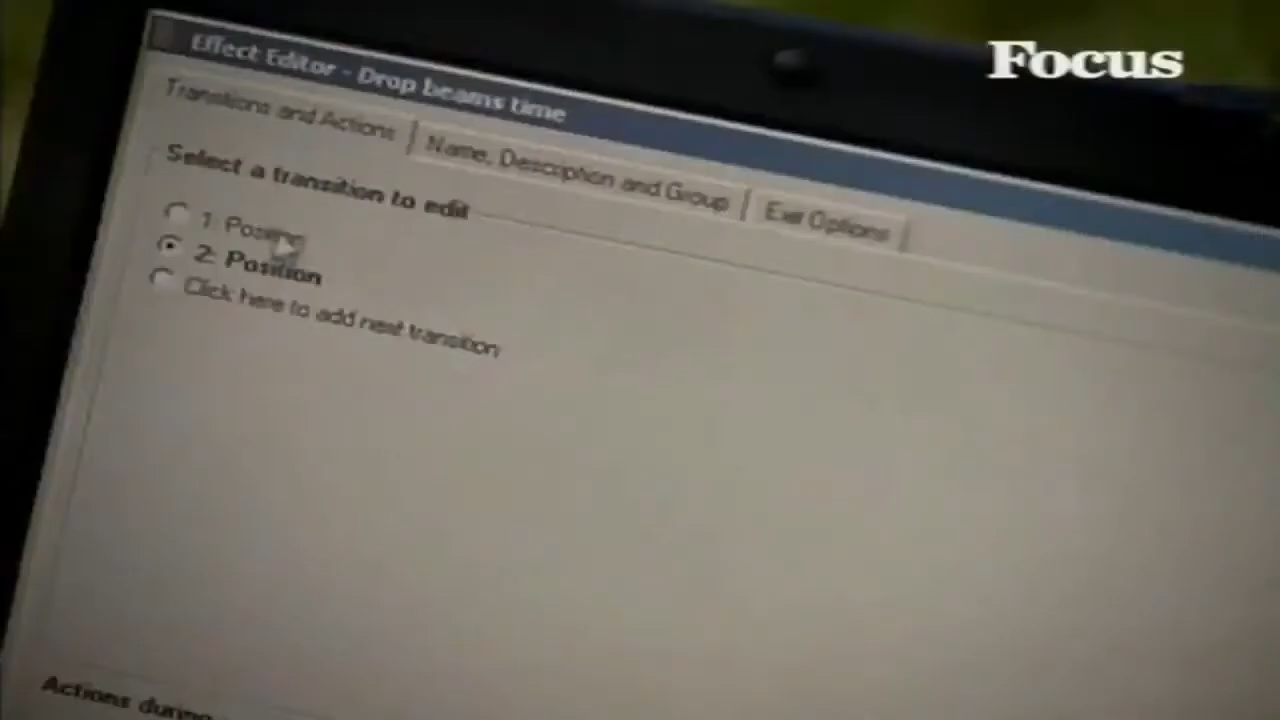 Focus
Effect Editor - Drop beams time
Transitions and Actions
Name, Description and Group
Exit Options
Select a transition to edit
1: Position
2: Position
Click here to add next transition
Actions during